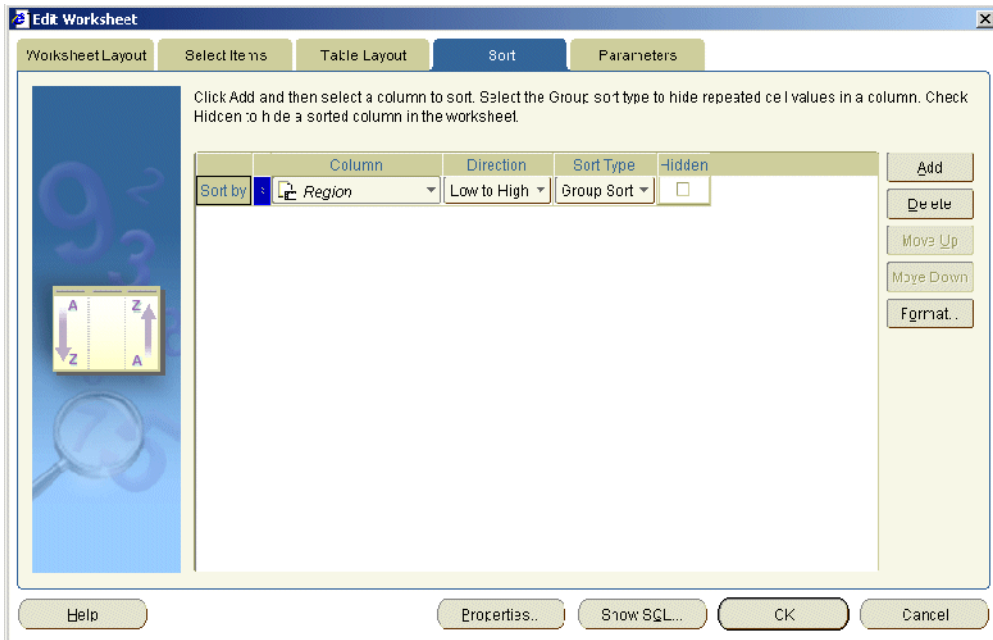 Edit Worksheet
Worksheet Layout Select Items Table Layout Sort Parameters
Click Add and then select a column to sort. Select the Group sort type to hide repeated cell values in a column. Check
Hidden to hide a sorted column in the worksheet.
Column Direction Sort Type Hidden
Sort by Region Low to High Group Sort
Add
Delete
Move Up
Move Down
Format..
9 2
3
A Z
Z A
Help Properties.. Show SQL... OK Cancel